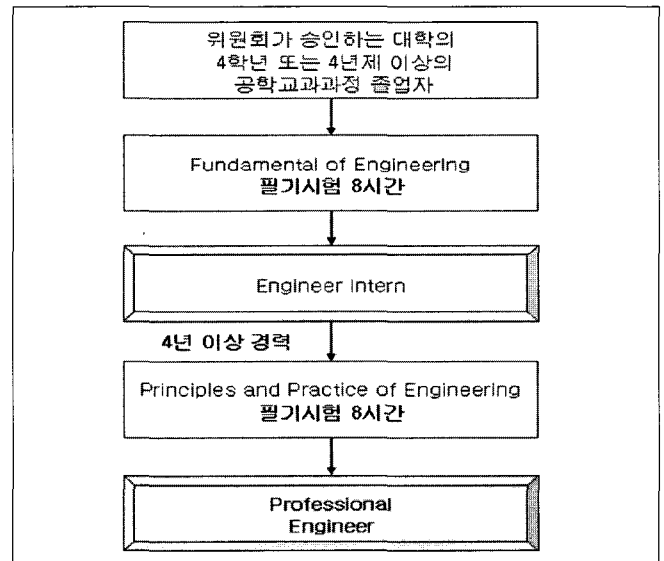 위원회가 승인하는 대학의
4학년 또는 4년제 이상의
공학교과과정 졸업자
Fundamental of Engineering
필기시험 8시간
Engineer Intern
4년 이상 경력
Principles and Practice of Engineering
필기시험 8시간
Professional
Engineer